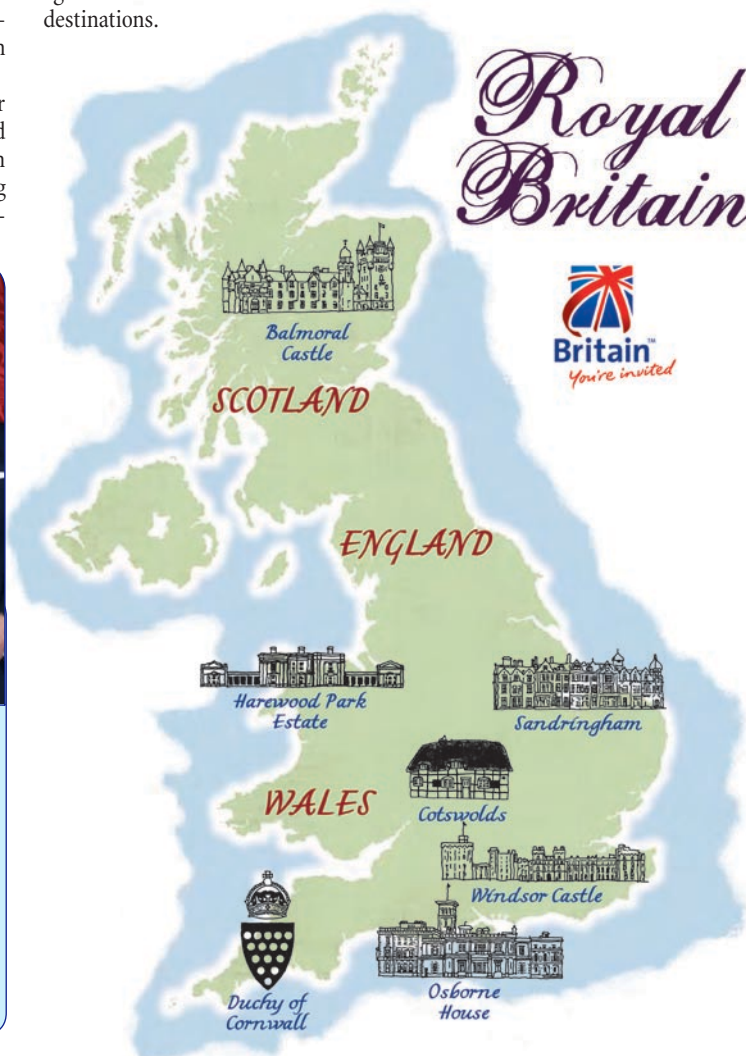 destinations.
Royal
Britain
Britain™
You're invited
Balmoral
Castle
SCOTLAND
ENGLAND
Harewood Park
Estate
Sandringham
WALES
Cotswolds
Windsor Castle
Duchy of
Cornwall
Osborne
House